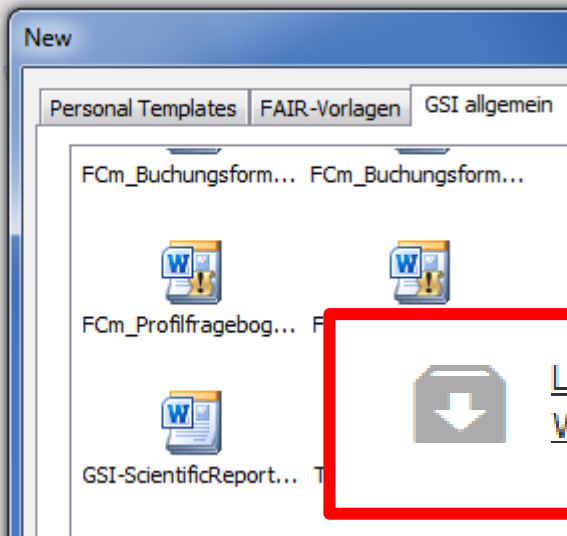 New
Personal Templates FAIR-Vorlagen GSI allgemein
FCm_Buchungsform... FCm_Buchungsform...
FCm_Profilfragebog...
GSI-ScientificReport...